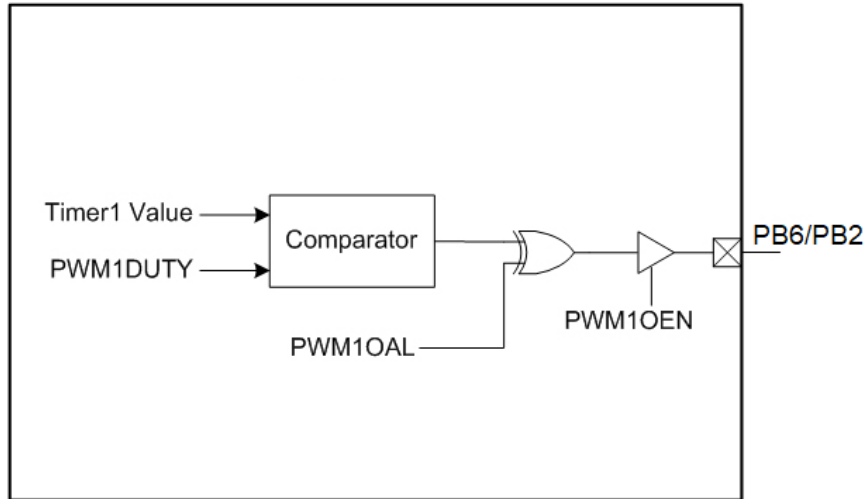 Timer1 Value
PWM1DUTY
Comparator
PWM1OAL
PWM1OEN
PB6/PB2